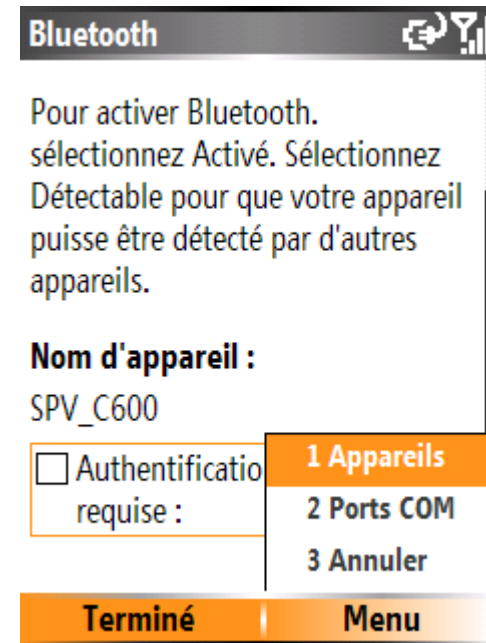 Bluetooth
Pour activer Bluetooth.
sélectionnez Activé. Sélectionnez
Détectable pour que votre appareil
puisse être détecté par d'autres
appareils.
Nom d'appareil :
SPV_C600
Authentificatio
requise :
1 Appareils
2 Ports COM
3 Annuler
Terminé
Menu